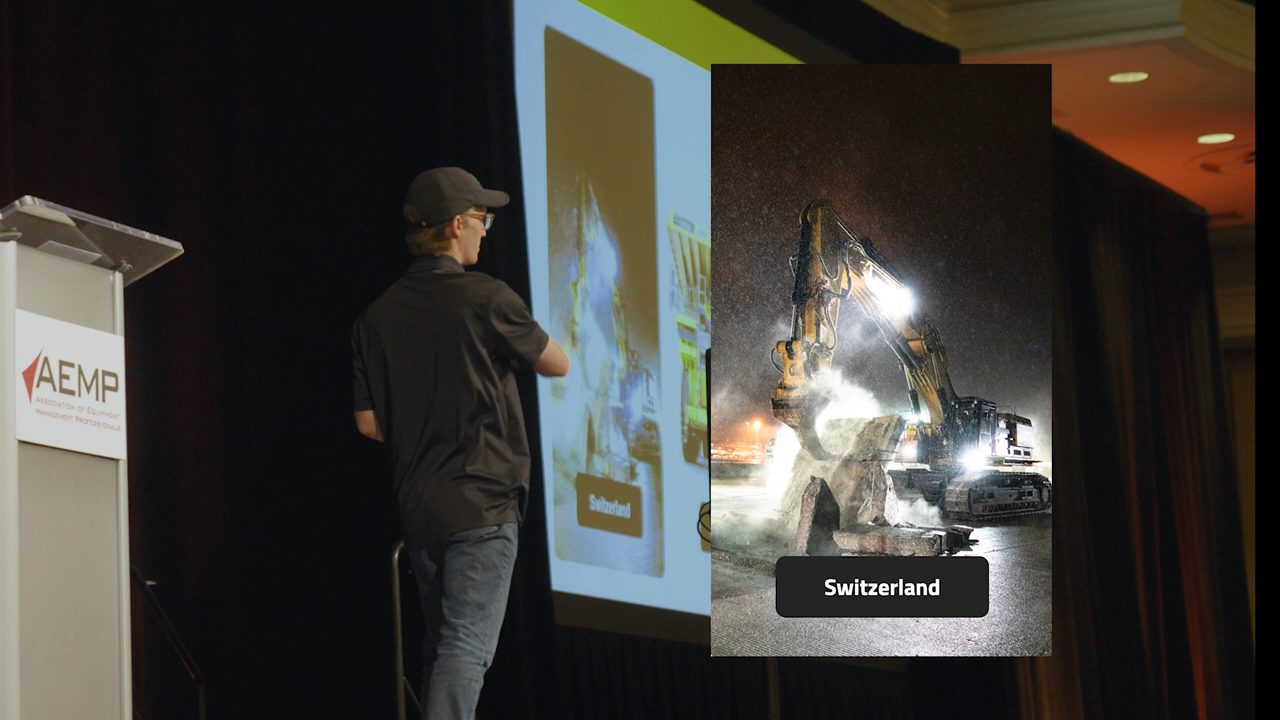 AEMP
ASSOCIATION OF EQUIPMENT
MANAGEMENT PROFESSIONALS
Switzerland
Switzerland